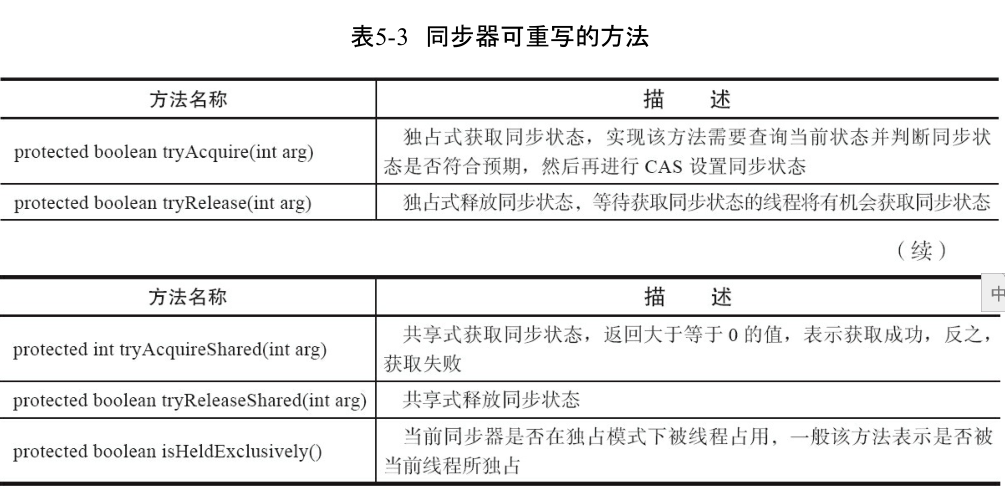 表5-3 同步器可重写的方法
方法名称 描 述
protected boolean tryAcquire(int arg) 独占式获取同步状态，实现该方法需要查询当前状态并判断同步状
态是否符合预期，然后再进行 CAS 设置同步状态
protected boolean tryRelease(int arg) 独占式释放同步状态，等待获取同步状态的线程将有机会获取同步状态
（续）
中
方法名称 描 述
protected int tryAcquireShared(int arg) 共享式获取同步状态，返回大于等于 0 的值，表示获取成功，反之，
获取失败
protected boolean tryReleaseShared(int arg) 共享式释放同步状态
protected boolean isHeldExclusively() 当前同步器是否在独占模式下被线程占用，一般该方法表示是否被
当前线程所独占